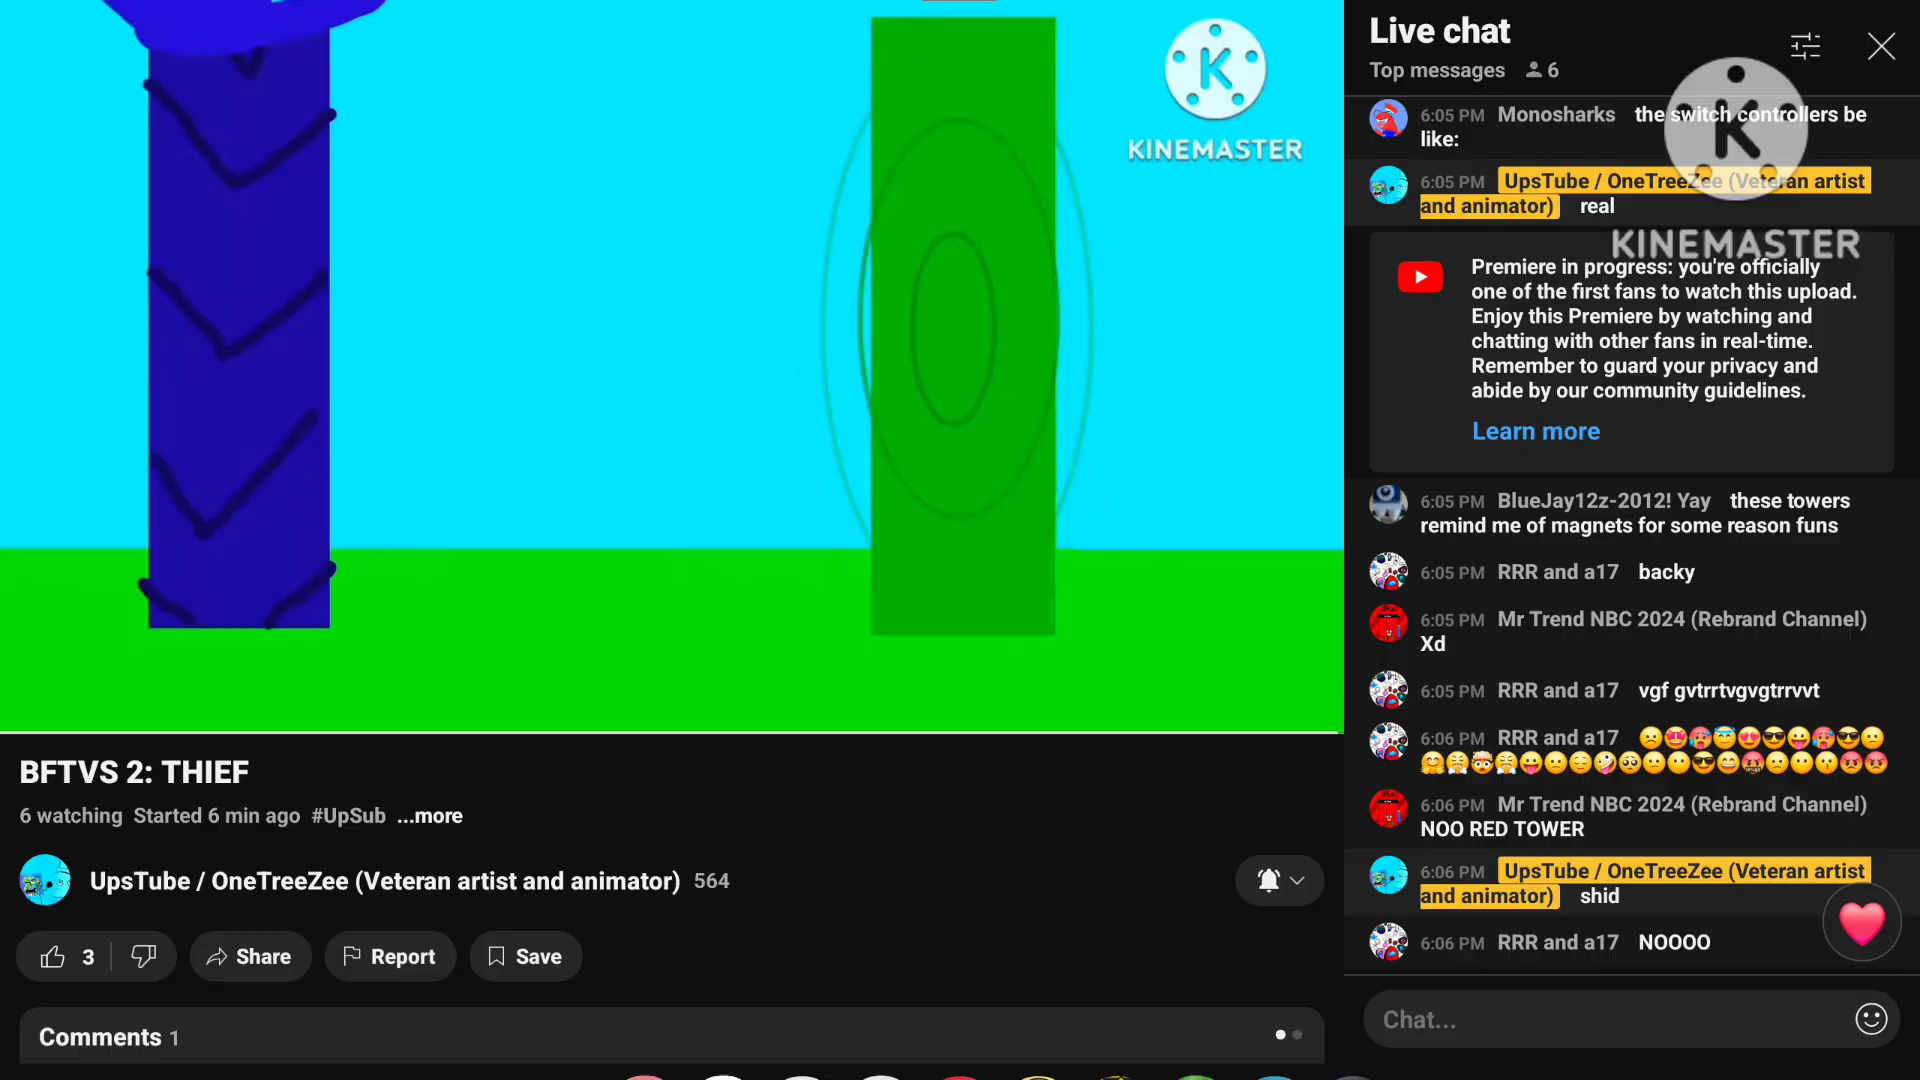 K
KINEMASTER
BFTVS 2: THIEF
6 watching Started 6 min ago #UpSub ...more
UpsTube / OneTreeZee (Veteran artist and animator) 564
3 Share Report Save
Comments 1
Live chat
Top messages 6
K
KINEMASTER
6:05 PM Monosharks the switch controllers be
like:
6:05 PM UpsTube / OneTreeZee (Veteran artist
and animator) real
Premiere in progress: you're officially
one of the first fans to watch this upload.
Enjoy this Premiere by watching and
chatting with other fans in real-time.
Remember to guard your privacy and
abide by our community guidelines.
Learn more
6:05 PM BlueJay12z-2012! Yay these towers
remind me of magnets for some reason funs
6:05 PM RRR and a17 backy
6:05 PM Mr Trend NBC 2024 (Rebrand Channel)
Xd
6:05 PM RRR and a17 vgf gvtrrtvgvgtrrvvt
6:06 PM RRR and a17
6:06 PM Mr Trend NBC 2024 (Rebrand Channel)
NOO RED TOWER
6:06 PM UpsTube / OneTreeZee (Veteran artist
and animator) shid
6:06 PM RRR and a17 NOOOO
Chat...